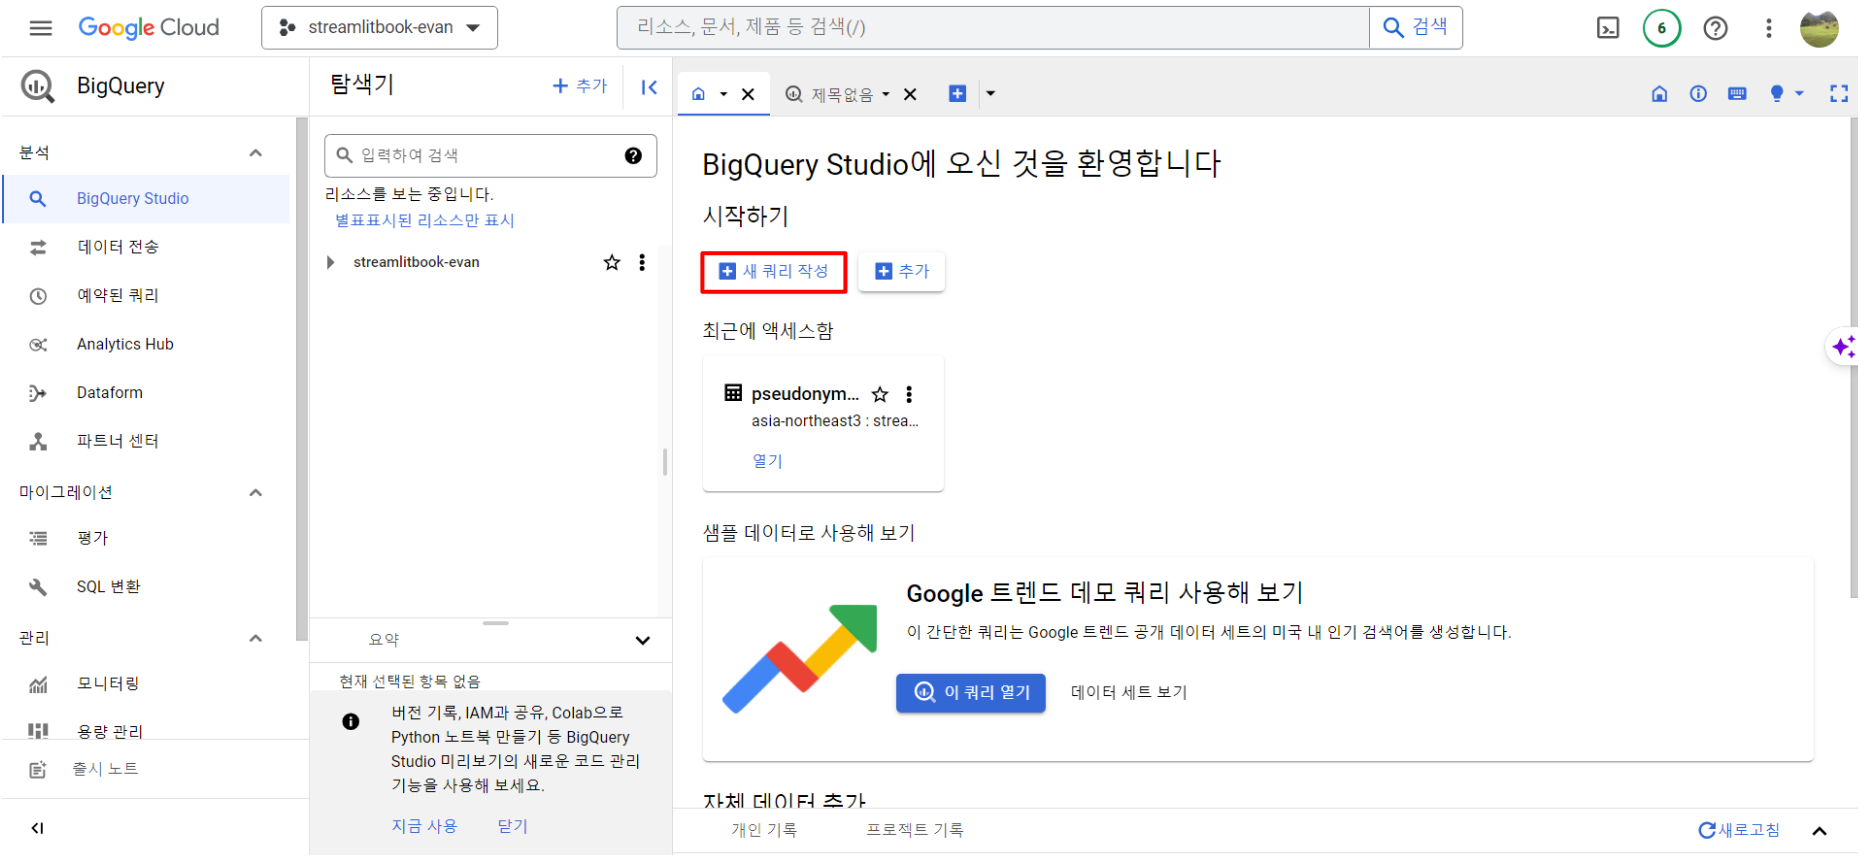 Google Cloud
streamlitbook-evan
리소스, 문서, 제품 등 검색(/)
검색
6
BigQuery
분석
BigQuery Studio
데이터 전송
예약된 쿼리
Analytics Hub
Dataform
파트너 센터
마이그레이션
평가
SQL 변환
관리
모니터링
용량 관리
출시 노트
탐색기
추가
입력하여 검색
리소스를 보는 중입니다.
별표표시된 리소스만 표시
streamlitbook-evan
요약
현재 선택된 항목 없음
버전 기록, IAM과 공유, Colab으로
Python 노트북 만들기 등 BigQuery
Studio 미리보기의 새로운 코드 관리
기능을 사용해 보세요.
지금 사용
닫기
제목없음
BigQuery Studio에 오신 것을 환영합니다
시작하기
새 쿼리 작성
추가
최근에 액세스함
pseudonym...
asia-northeast3 : strea...
열기
샘플 데이터로 사용해 보기
Google 트렌드 데모 쿼리 사용해 보기
이 간단한 쿼리는 Google 트렌드 공개 데이터 세트의 미국 내 인기 검색어를 생성합니다.
이 쿼리 열기
데이터 세트 보기
자체 데이터 추가
개인 기록
프로젝트 기록
새로고침